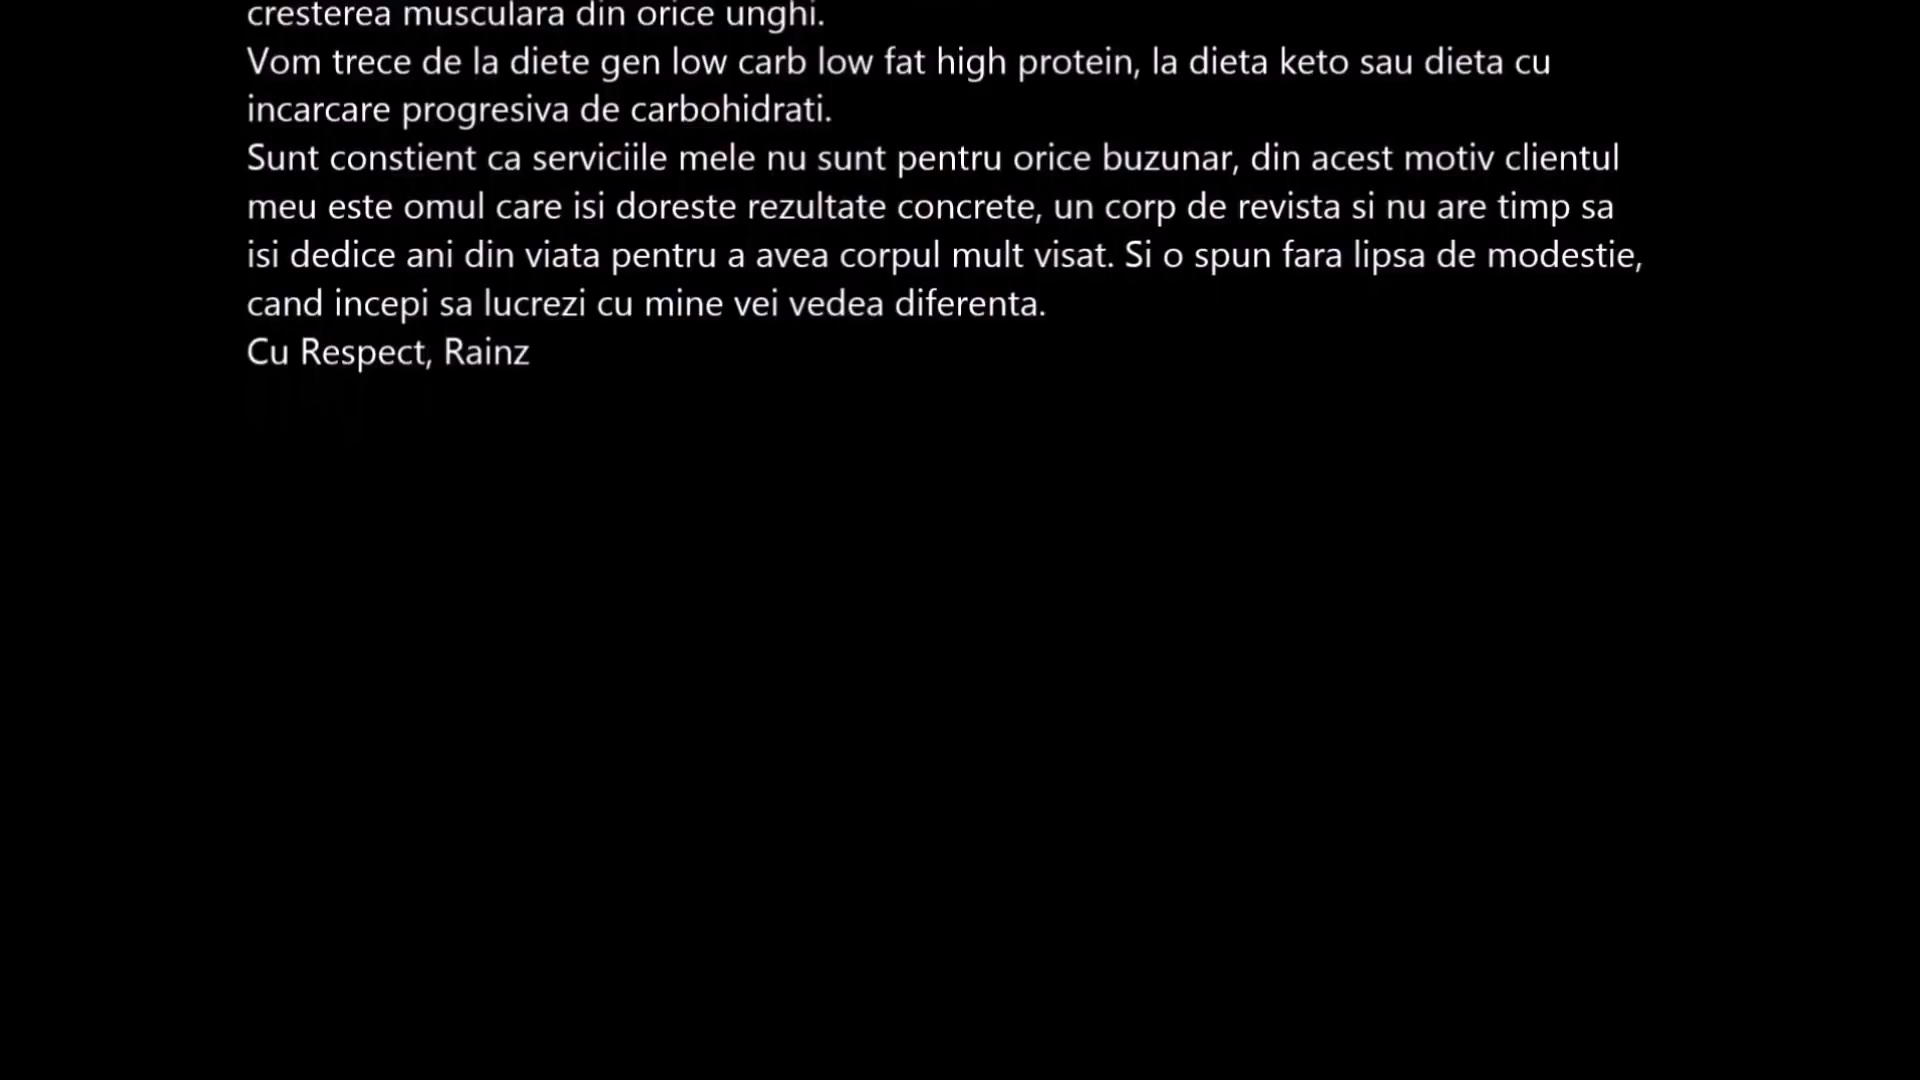 cresterea musculara din orice unghi.
Vom trece de la diete gen low carb low fat high protein, la dieta keto sau dieta cu
incarcare progresiva de carbohidrati.
Sunt constient ca serviciile mele nu sunt pentru orice buzunar, din acest motiv clientul
meu este omul care isi doreste rezultate concrete, un corp de revista si nu are timp sa
isi dedice ani din viata pentru a avea corpul mult visat. Si o spun fara lipsa de modestie,
cand incepi sa lucrezi cu mine vei vedea diferenta.
Cu Respect, Rainz